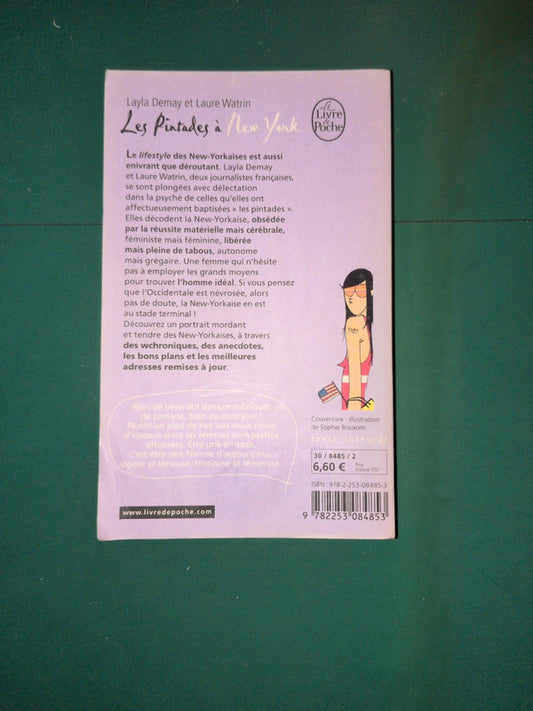 Layla Demay et Laure Watrin
Les Pintades à New York
Le Livre de Poche
Le lifestyle des New-Yorkaises est aussi
enivrant que déroutant. Layla Demay
et Laure Watrin, deux journalistes françaises,
se sont plongées avec délectation
dans la psyché de celles qu'elles ont
affectueusement baptisées « les pintades ».
Elles décodent la New-Yorkaise, obsédée
par la réussite matérielle mais cérébrale,
féministe mais féminine, libérée
mais pleine de tabous, autonome
mais grégaire. Une femme qui n'hésite
pas à employer les grands moyens
pour trouver l'homme idéal. Si vous pensez
que l'Occidentale est névrosée, alors
pas de doute, la New-Yorkaise en est
au stade terminal !
Découvrez un portrait mordant
et tendre des New-Yorkaises, à travers
des wchroniques, des anecdotes,
les bons plans et les meilleures
adresses remises à jour.
Rien de péjoratif dans ce sobriquet
de pintade, bien au contraire !
Plutôt un pied de nez aux doux noms
d'oiseaux dont les femmes sont parfois
affublées. Être une pintade,
c'est être une femme d'aujourd'hui,
légère et sérieuse, féminine et féministe.
Couverture : illustration
de Sophie Bouxom.
texte intégral
30 / 8485 / 2
6,60 € Prix France TTC
ISBN : 978-2-253-08485-3
9 782253 084853
www.livredepoche.com